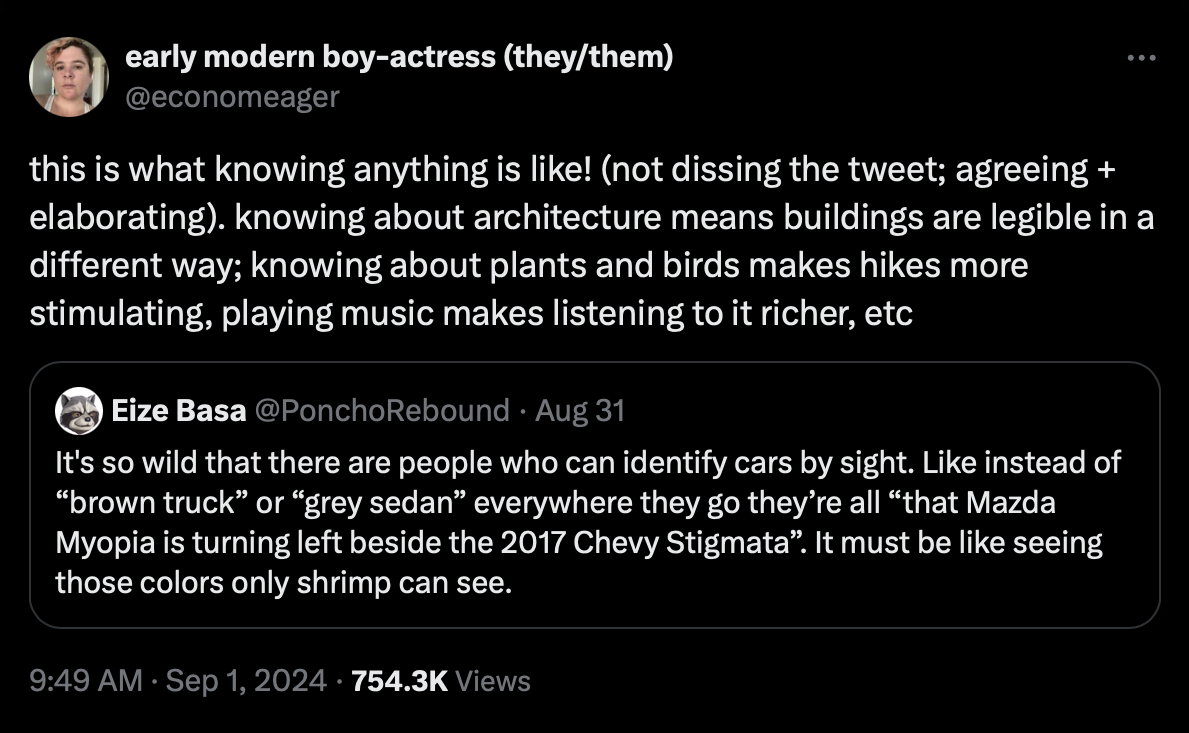 early modern boy-actress (they/them)
@economeager
this is what knowing anything is like! (not dissing the tweet; agreeing +
elaborating). knowing about architecture means buildings are legible in a
different way; knowing about plants and birds makes hikes more
stimulating, playing music makes listening to it richer, etc
Eize Basa @PonchoRebound · Aug 31
It's so wild that there are people who can identify cars by sight. Like instead of
“brown truck” or “grey sedan” everywhere they go they’re all “that Mazda
Myopia is turning left beside the 2017 Chevy Stigmata”. It must be like seeing
those colors only shrimp can see.
9:49 AM · Sep 1, 2024 · 754.3K Views